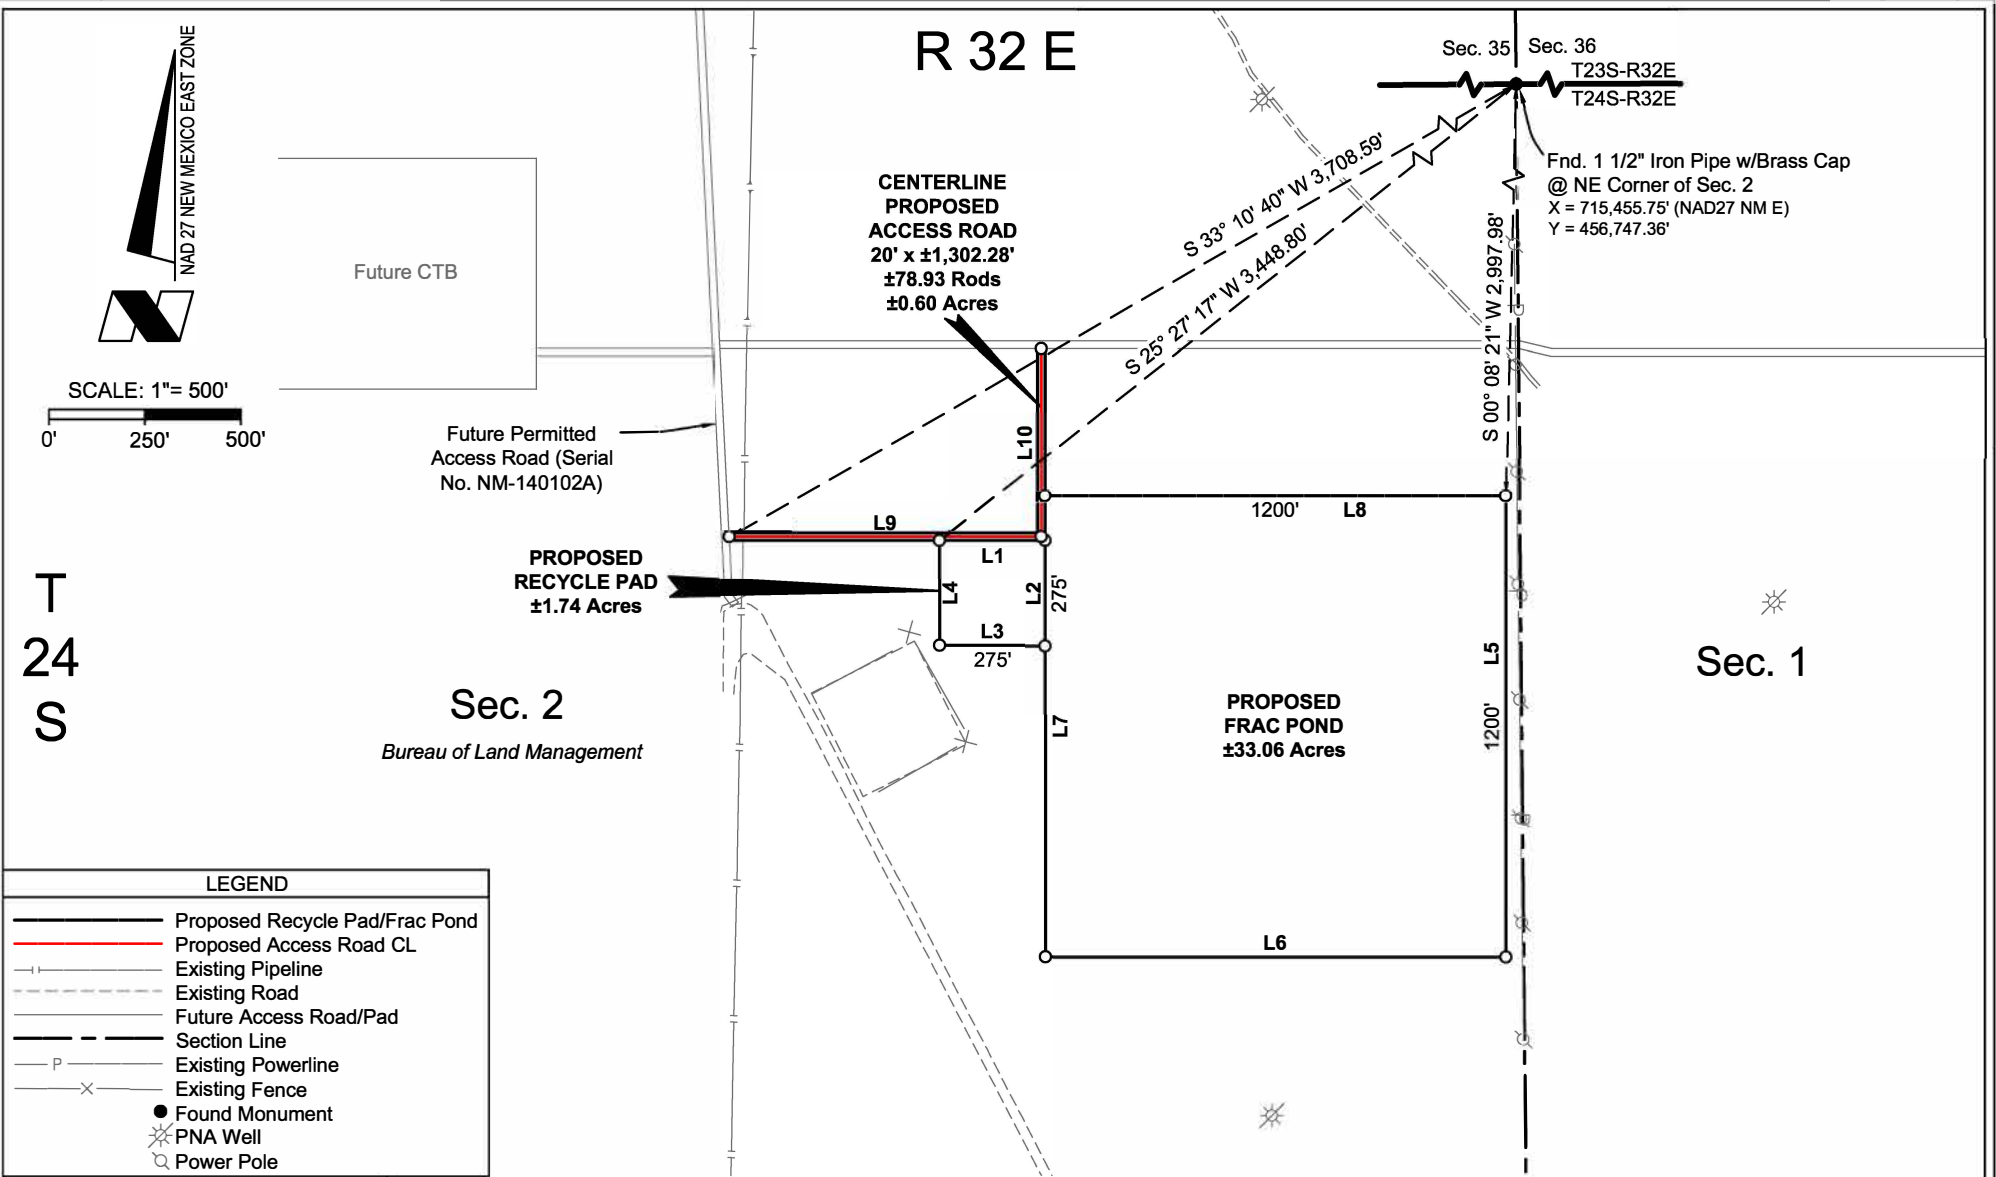 R 32 E
NAD 27 NEW MEXICO EAST ZONE
SCALE: 1"= 500'
0' 250' 500'
Future CTB
Sec. 35 Sec. 36
T23S-R32E
T24S-R32E
Fnd. 1 1/2" Iron Pipe w/Brass Cap
@ NE Corner of Sec. 2
X = 715,455.75' (NAD27 NM E)
Y = 456,747.36'
CENTERLINE
PROPOSED
ACCESS ROAD
20' x ±1,302.28'
±78.93 Rods
±0.60 Acres
S 33° 10' 40" W 3,708.59'
S 25° 27' 17" W 3,448.80'
S 00° 08' 21" W 2,997.98'
Future Permitted
Access Road (Serial
No. NM-140102A)
L10
L9
1200' L8
PROPOSED
RECYCLE PAD
±1.74 Acres
L1
L4
L2
275'
L3
275'
T
24
S
Sec. 2
Bureau of Land Management
L7
PROPOSED
FRAC POND
±33.06 Acres
L5
1200'
Sec. 1
L6
LEGEND
Proposed Recycle Pad/Frac Pond
Proposed Access Road CL
Existing Pipeline
Existing Road
Future Access Road/Pad
Section Line
P Existing Powerline
Existing Fence
Found Monument
PNA Well
Power Pole